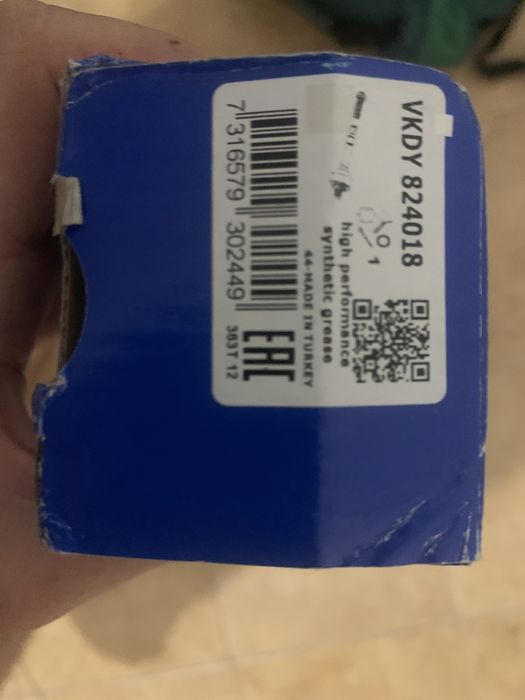 VKDY 824018
1
high performance
synthetic grease
44-MADE IN TURKEY
EAC
363T 12
7 316579 302449